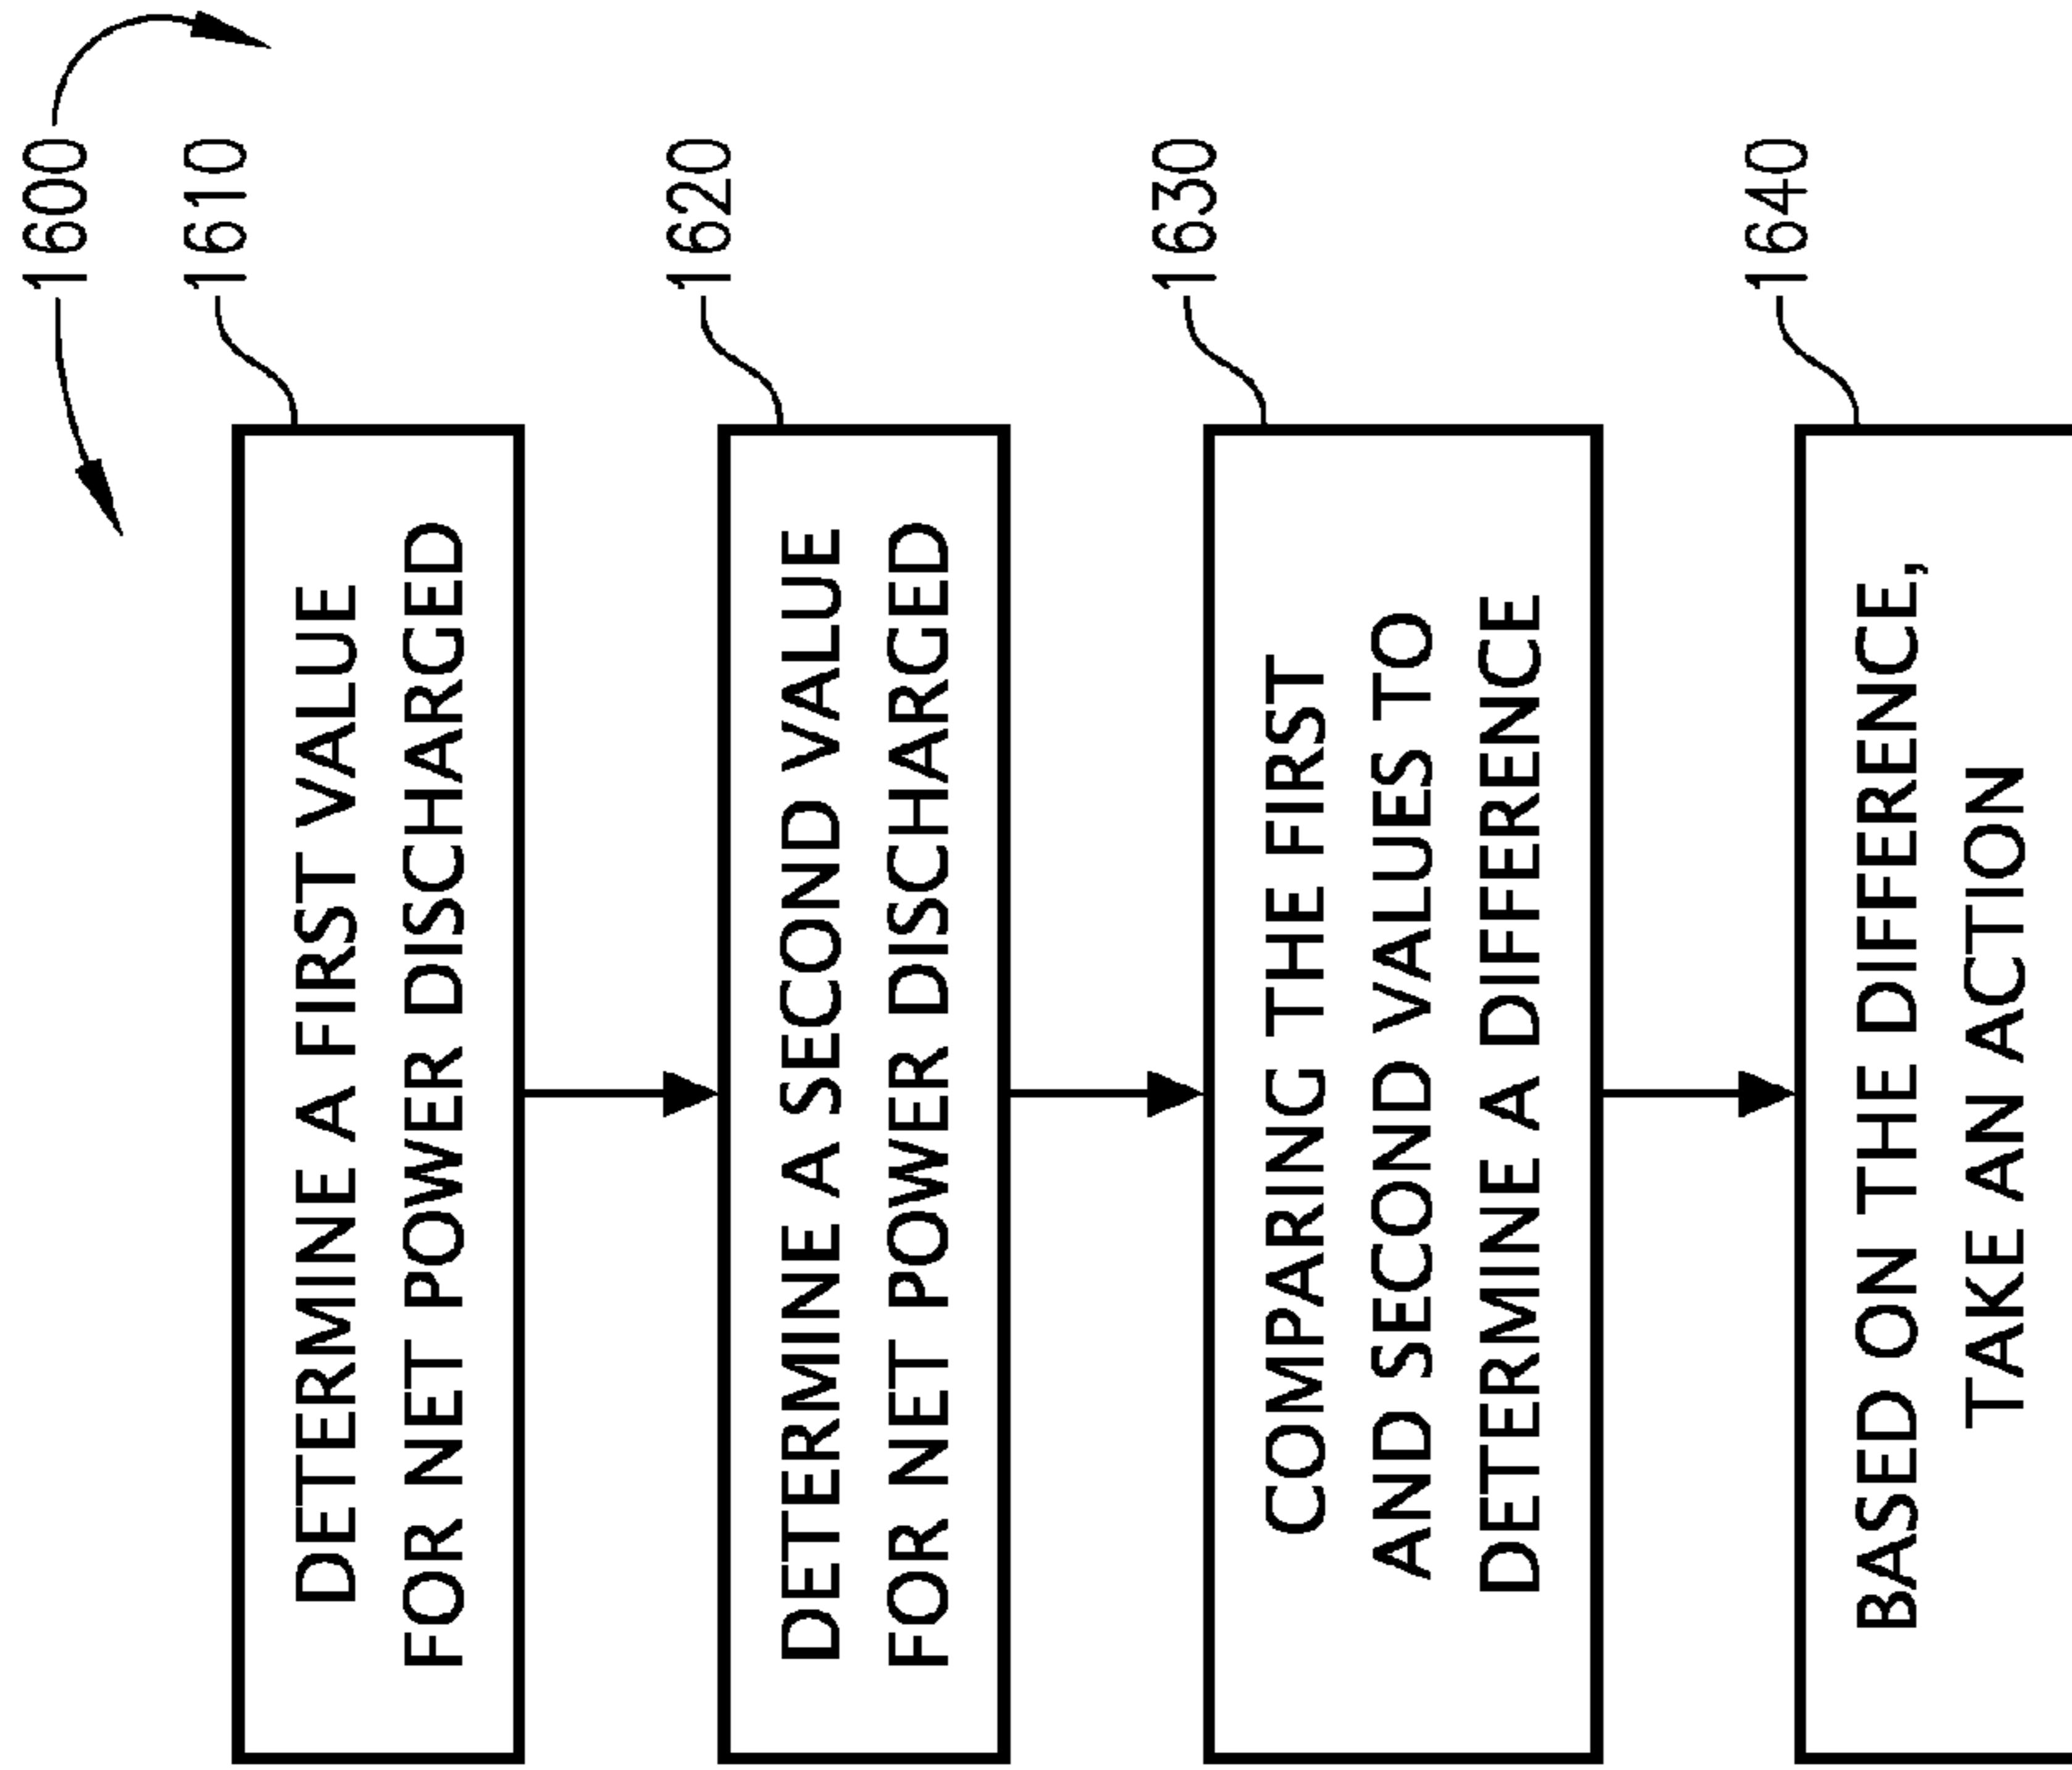 1600
1610
DETERMINE A FIRST VALUE
FOR NET POWER DISCHARGED
1620
DETERMINE A SECOND VALUE
FOR NET POWER DISCHARGED
1630
COMPARING THE FIRST
AND SECOND VALUES TO
DETERMINE A DIFFERENCE
1640
BASED ON THE DIFFERENCE,
TAKE AN ACTION